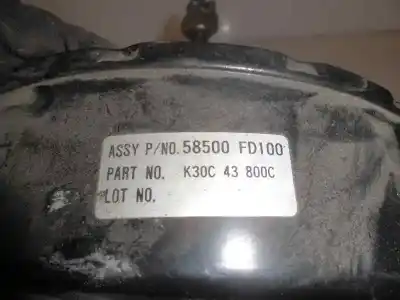 ASSY P/NO. 58500 FD100
PART NO. K30C 43 800C
LOT NO.